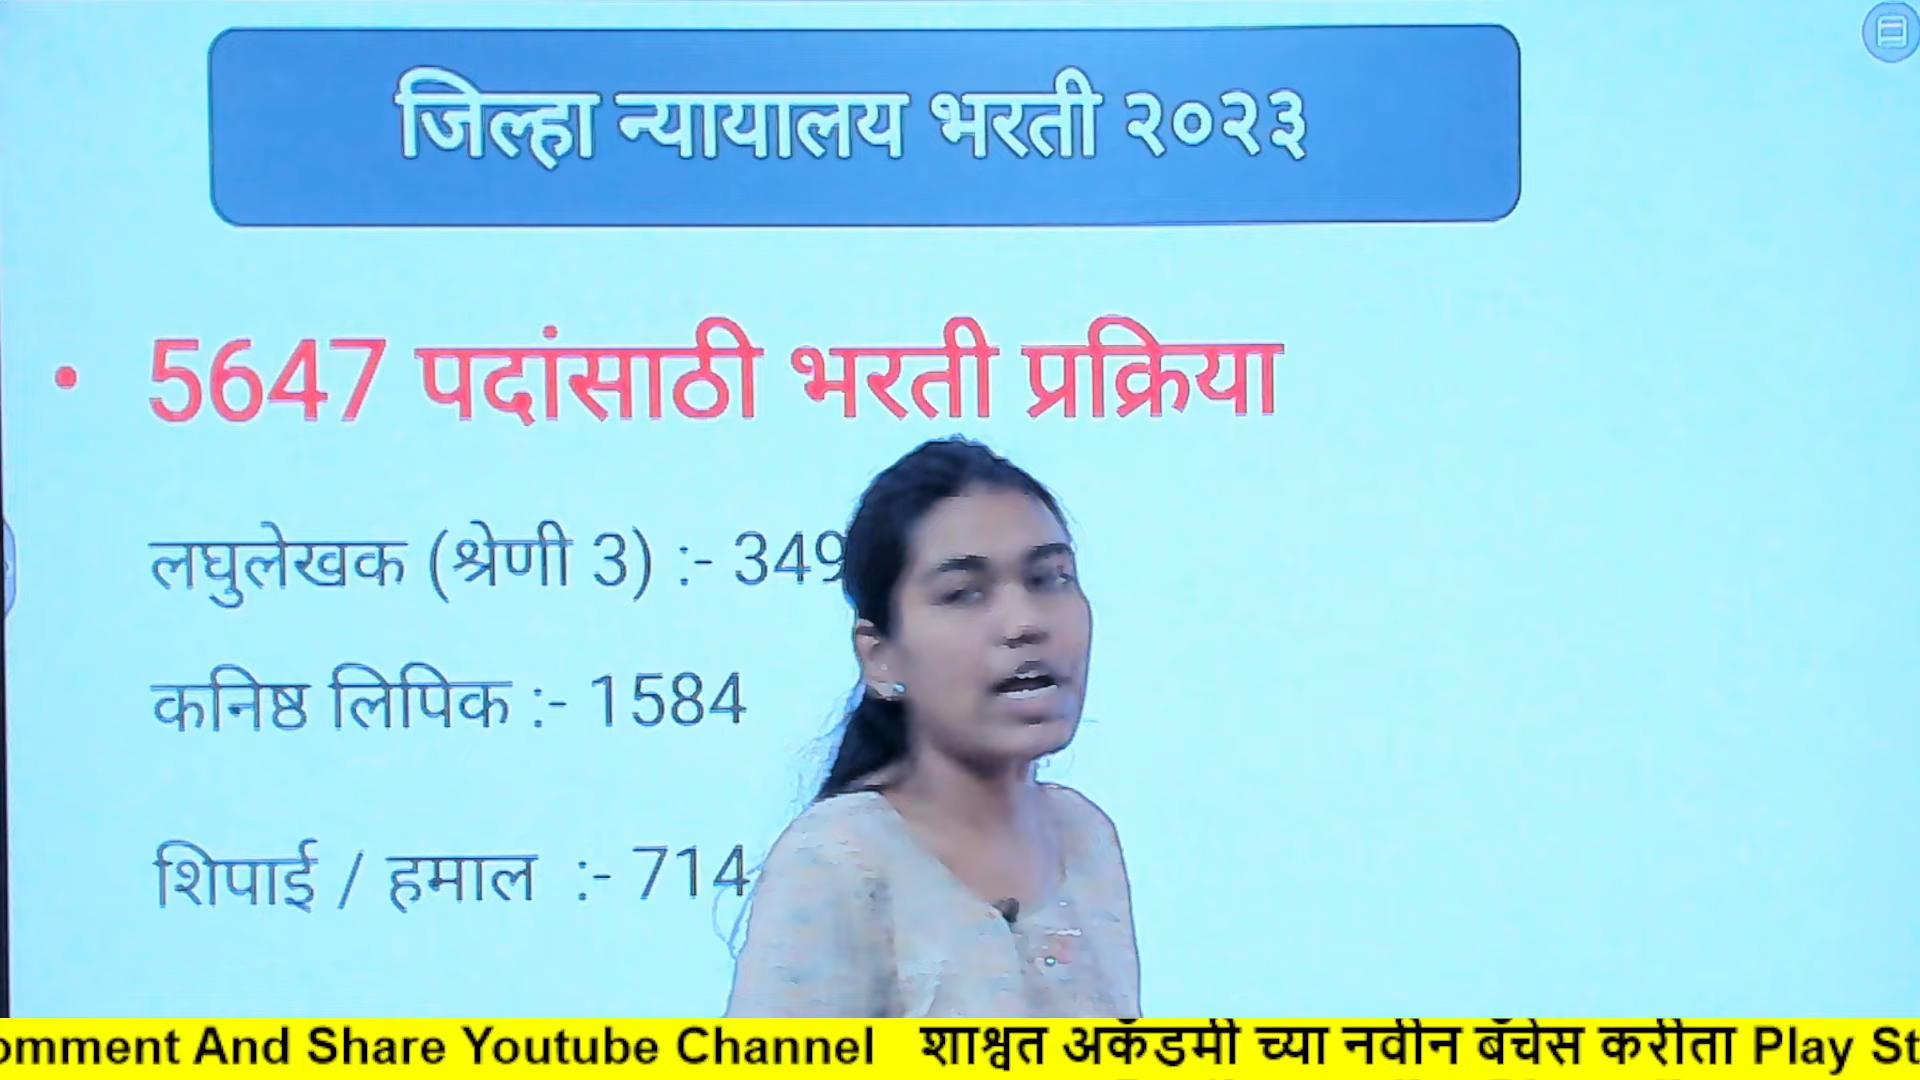 जिल्हा न्यायालय भरती २०२३
• 5647 पदांसाठी भरती प्रक्रिया
लघुलेखक (श्रेणी 3) :- 349
कनिष्ठ लिपिक :- 1584
शिपाई / हमाल :- 714
omment And Share Youtube Channel शाश्वत अकॅडमी च्या नवीन बॅचेस करीता Play St